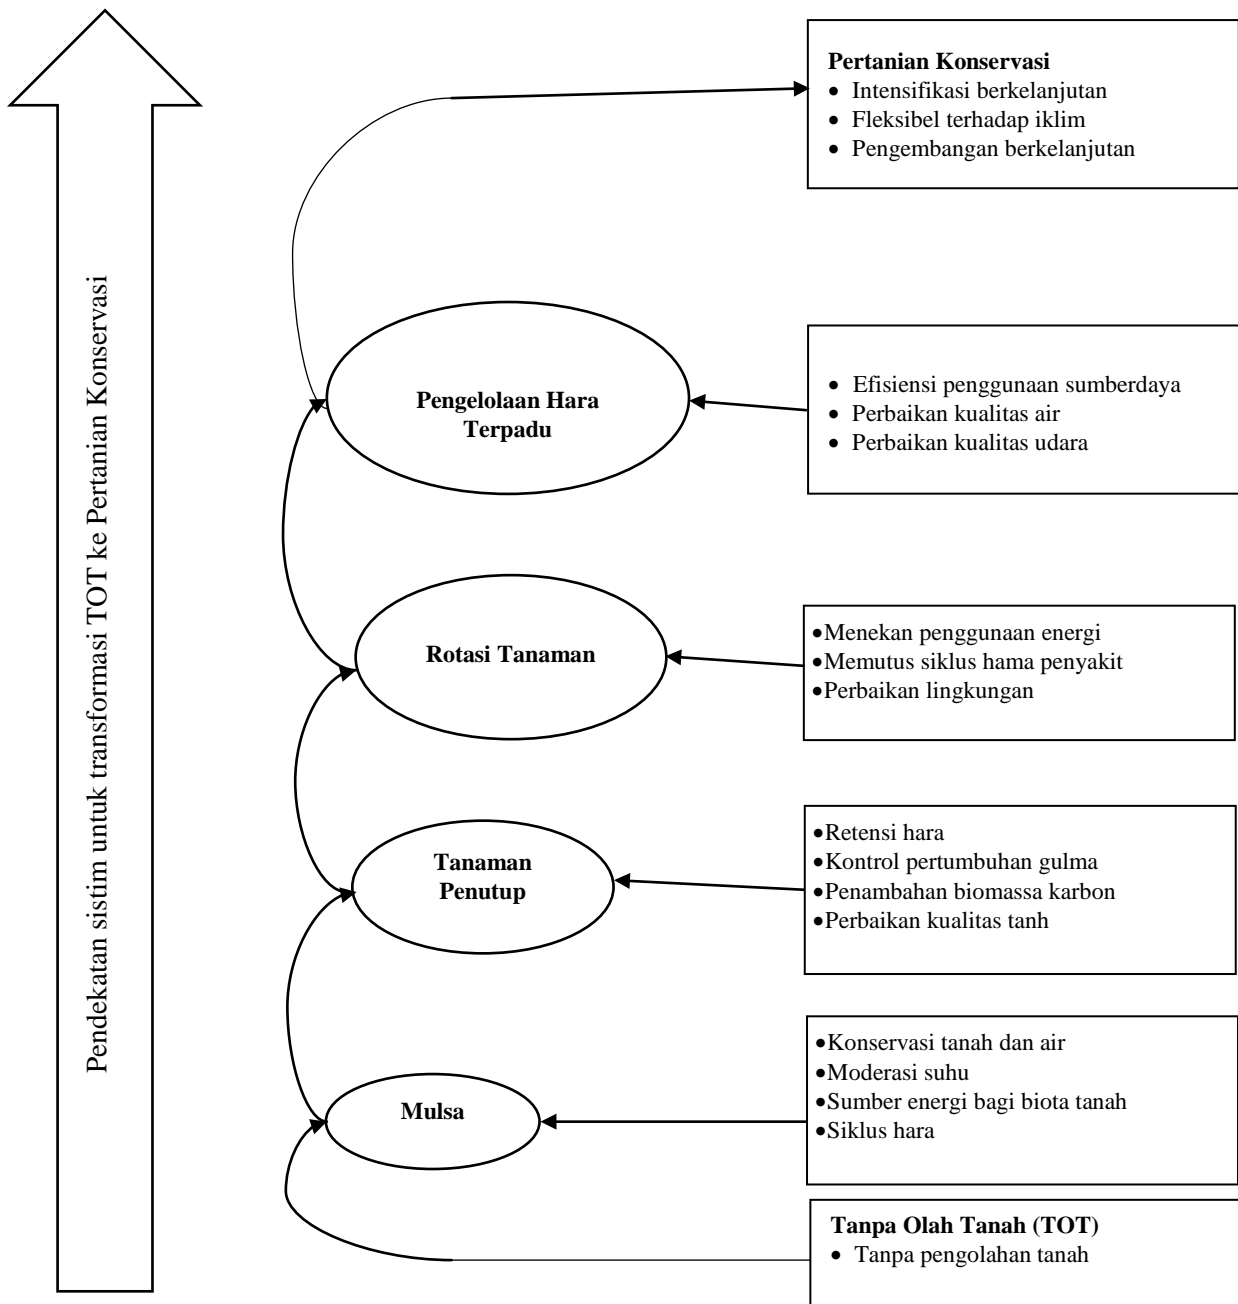 Pendekatan sistim untuk transformasi TOT ke Pertanian Konservasi
Pertanian Konservasi
• Intensifikasi berkelanjutan
• Fleksibel terhadap iklim
• Pengembangan berkelanjutan
Pengelolaan Hara
Terpadu
• Efisiensi penggunaan sumberdaya
• Perbaikan kualitas air
• Perbaikan kualitas udara
Rotasi Tanaman
•Menekan penggunaan energi
•Memutus siklus hama penyakit
•Perbaikan lingkungan
Tanaman
Penutup
•Retensi hara
•Kontrol pertumbuhan gulma
•Penambahan biomassa karbon
•Perbaikan kualitas tanh
Mulsa
•Konservasi tanah dan air
•Moderasi suhu
•Sumber energi bagi biota tanah
•Siklus hara
Tanpa Olah Tanah (TOT)
• Tanpa pengolahan tanah